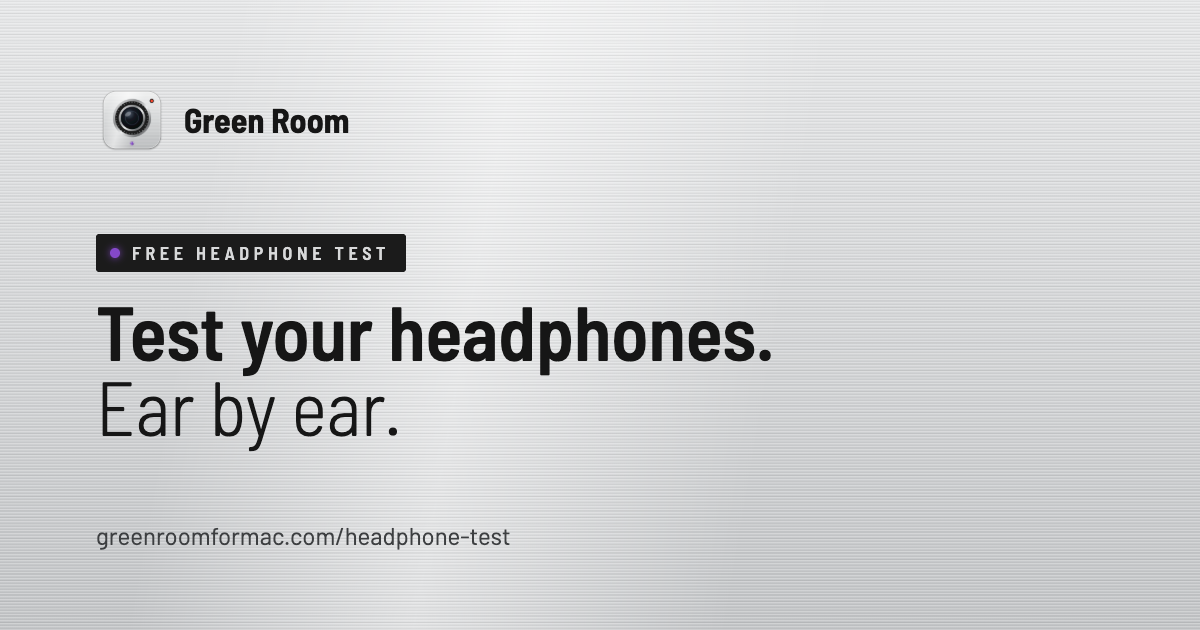 Green Room
FREE HEADPHONE TEST
Test your headphones.
Ear by ear.
greenroomformac.com/headphone-test